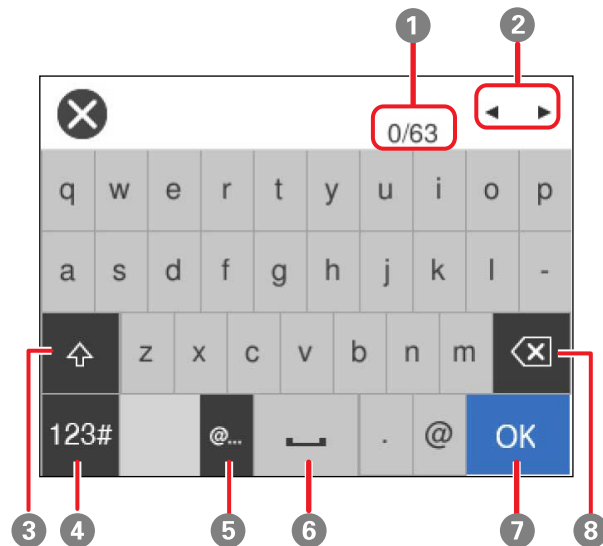 1 2
0/63
q w e r t y u i o p
a s d f g h j k l -
z x c v b n m
123# @... . @ OK
3 4 5 6 7 8